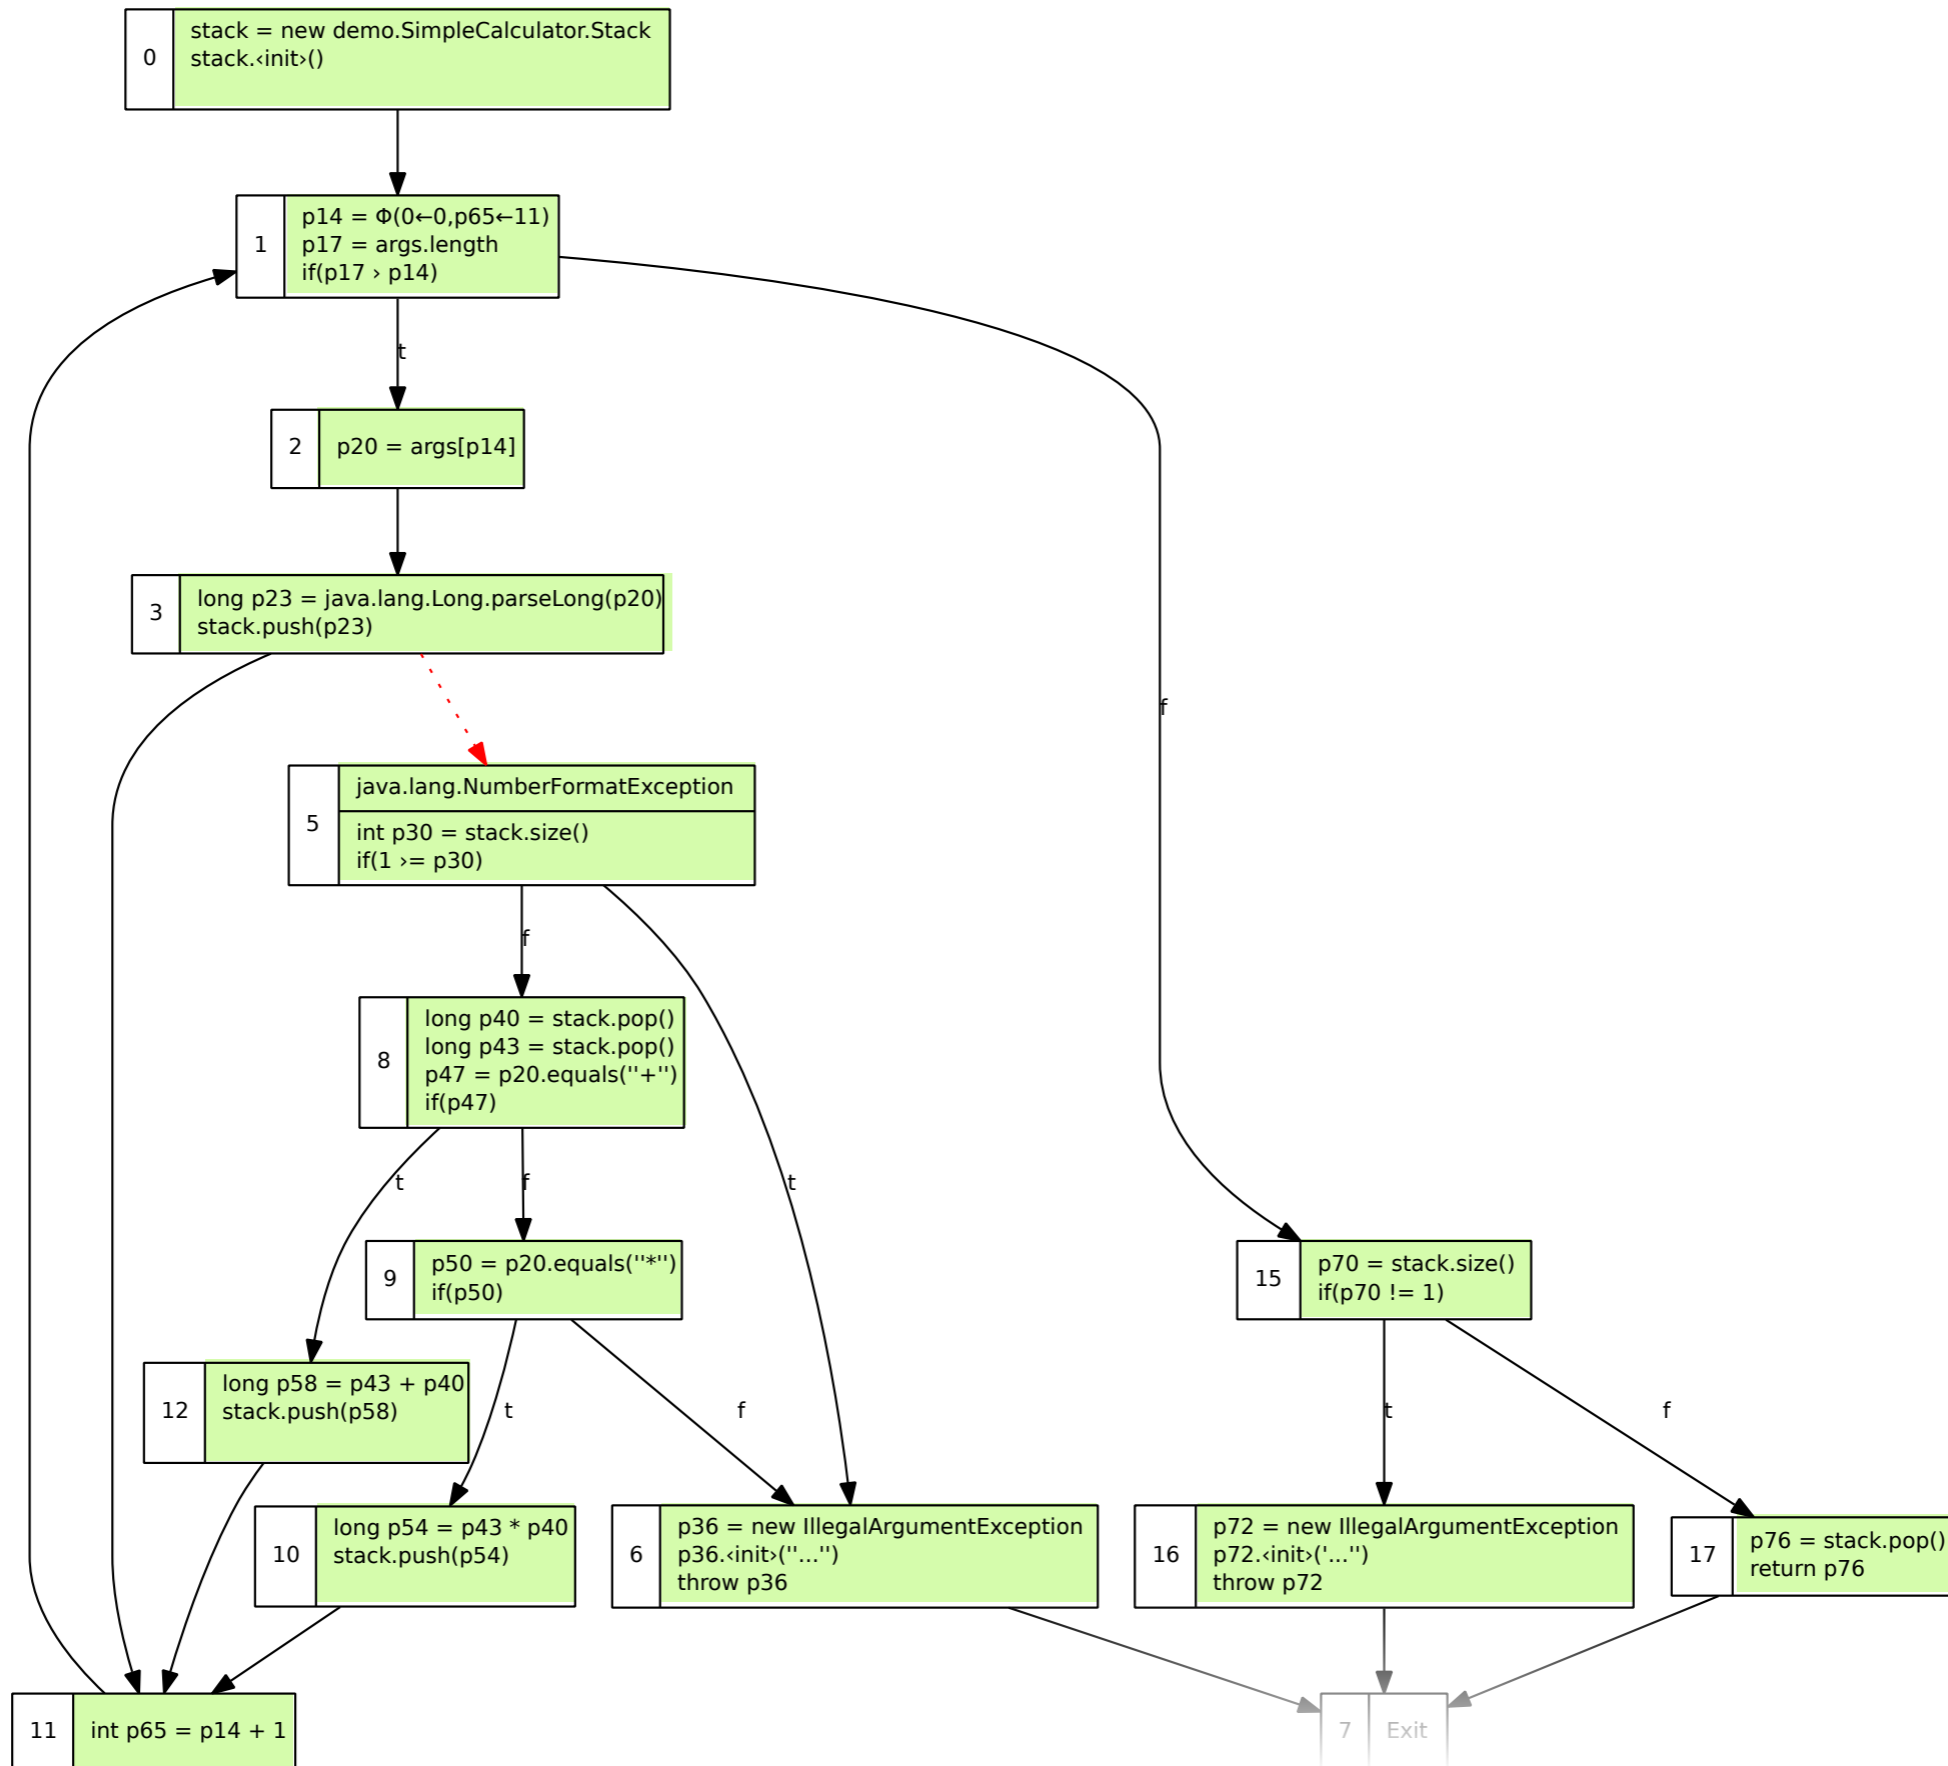 0
stack = new demo.SimpleCalculator.Stack
stack.‹init›()
1
p14 = Φ(0←0,p65←11)
p17 = args.length
if(p17 › p14)
t
2
p20 = args[p14]
3
long p23 = java.lang.Long.parseLong(p20)
stack.push(p23)
f
5
java.lang.NumberFormatException
int p30 = stack.size()
if(1 ›= p30)
f
8
long p40 = stack.pop()
long p43 = stack.pop()
p47 = p20.equals(''+'')
if(p47)
t
f
t
9
p50 = p20.equals(''*'')
if(p50)
15
p70 = stack.size()
if(p70 != 1)
12
long p58 = p43 + p40
stack.push(p58)
t
f
t
f
10
long p54 = p43 * p40
stack.push(p54)
6
p36 = new IllegalArgumentException
p36.‹init›(''...'')
throw p36
16
p72 = new IllegalArgumentException
p72.‹init›('...'')
throw p72
17
p76 = stack.pop()
return p76
11
int p65 = p14 + 1
7
Exit